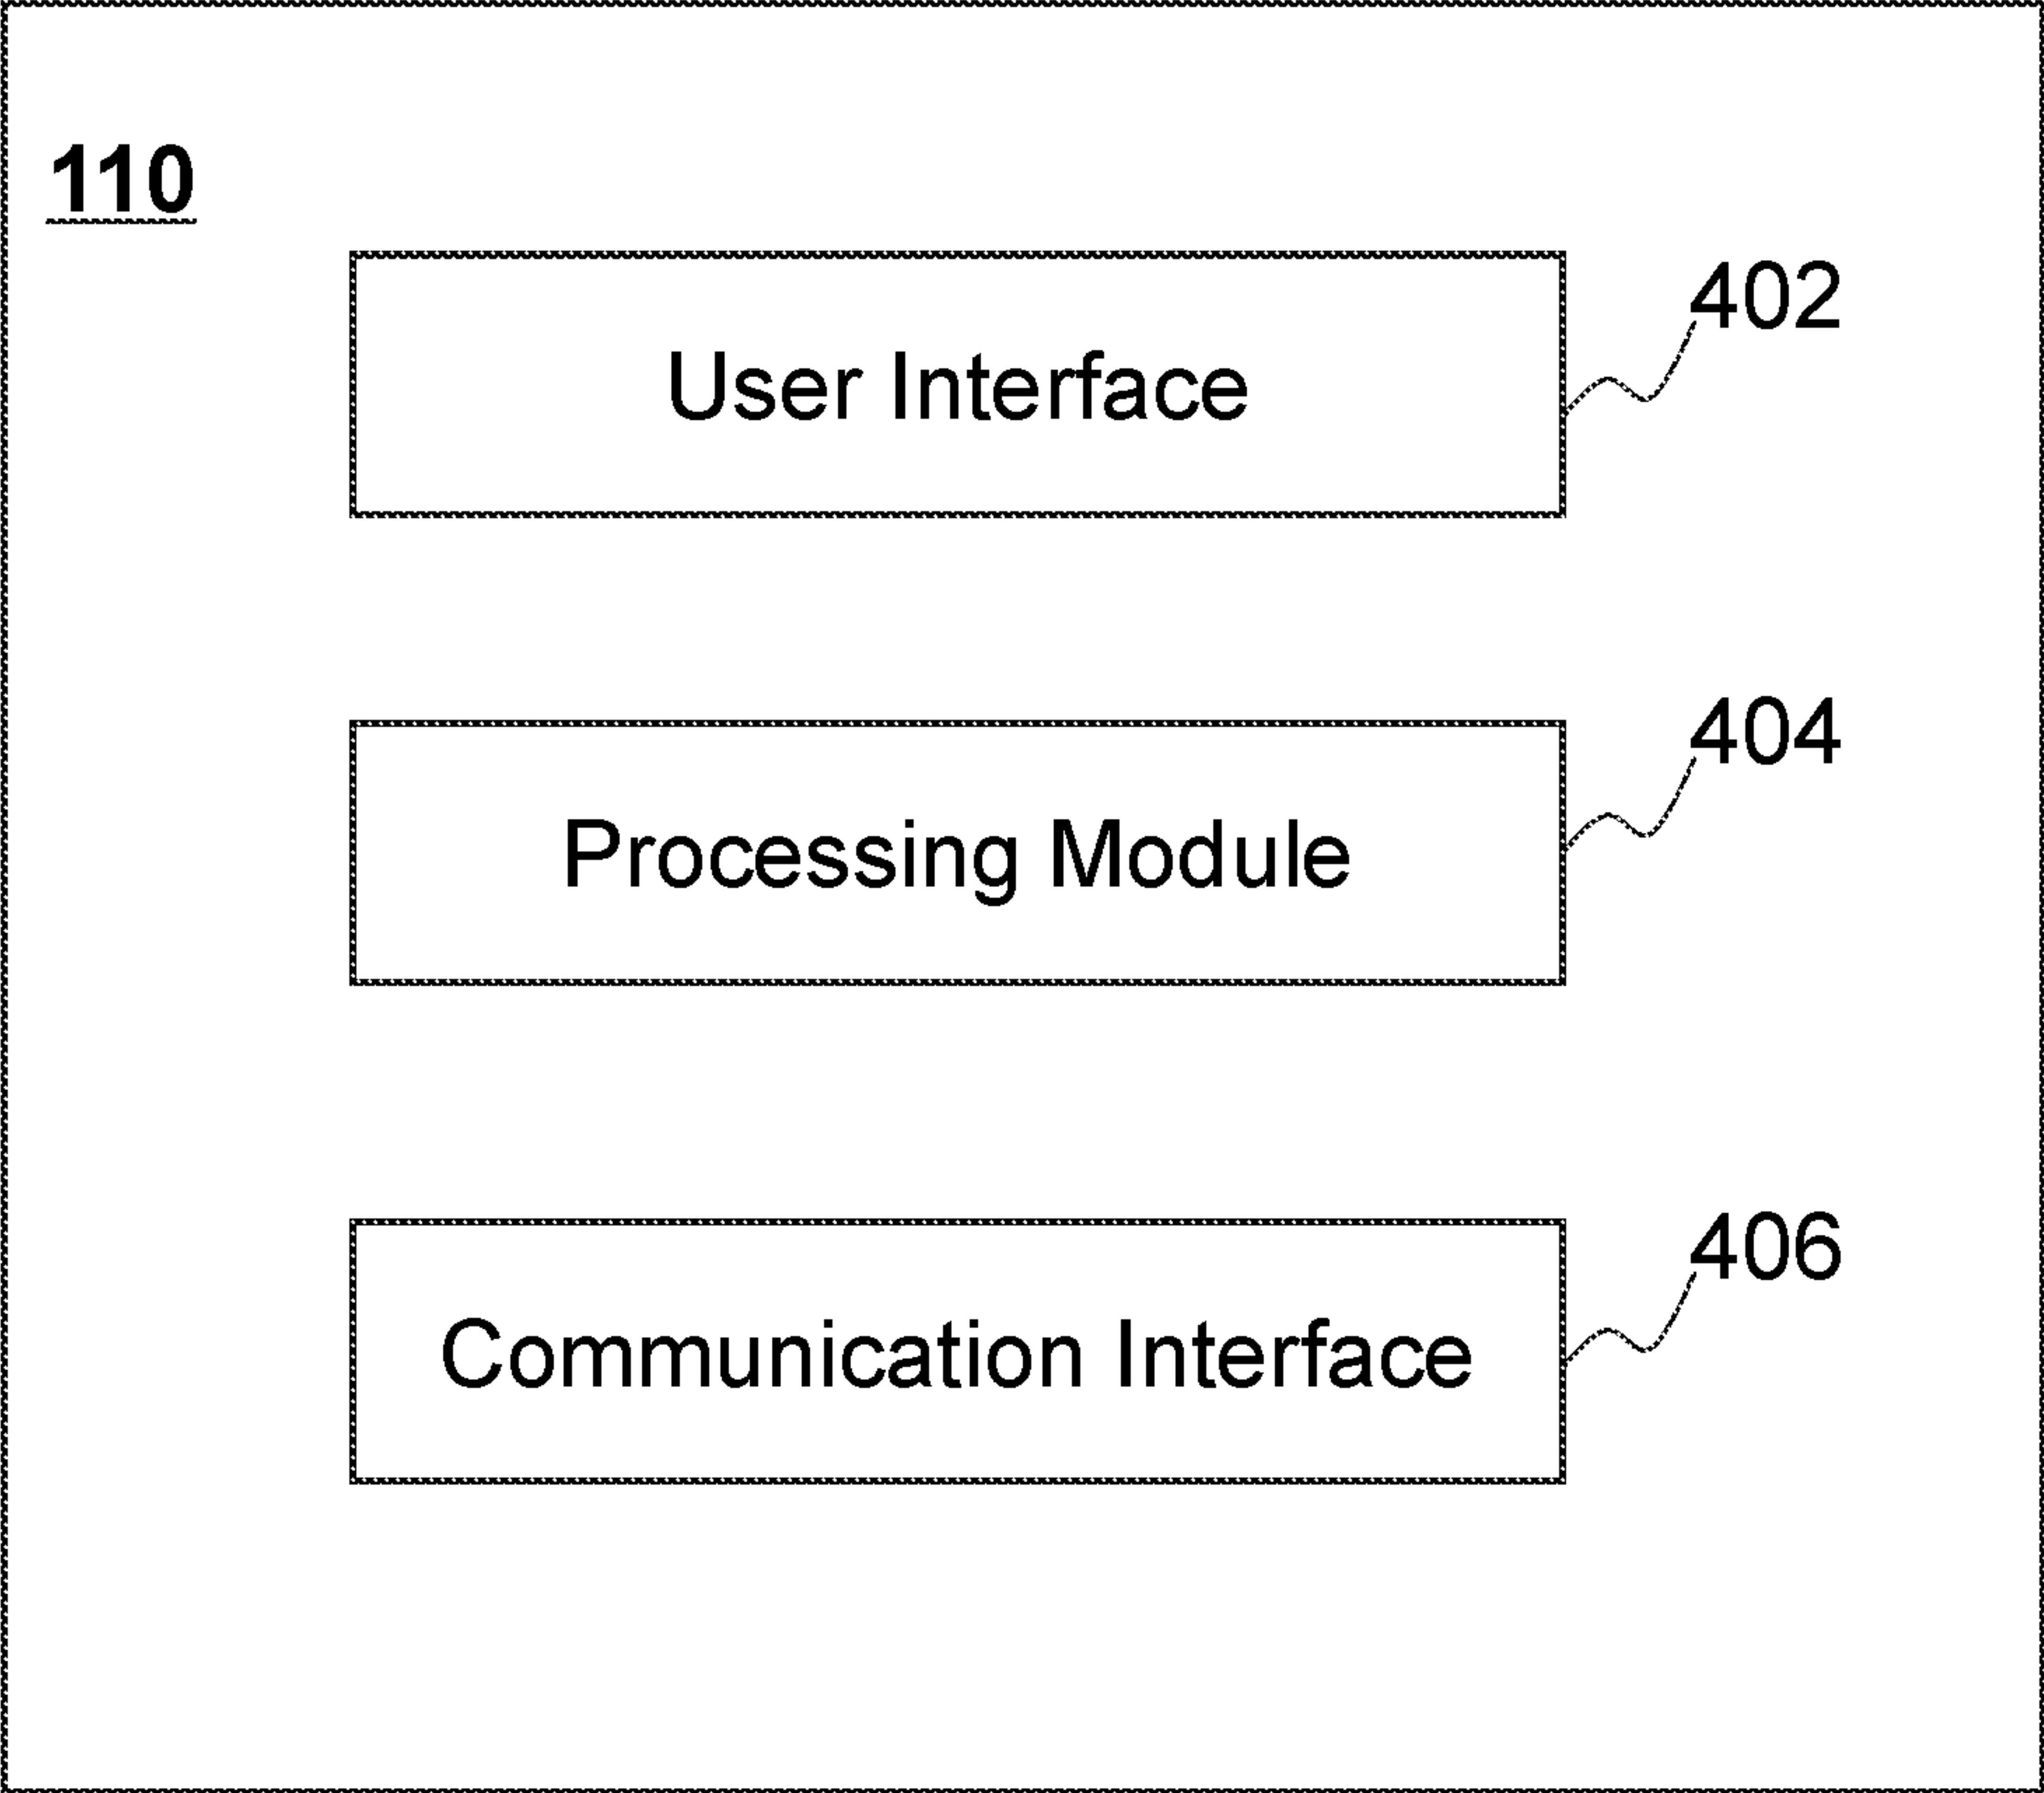 110
402
User Interface
404
Processing Module
406
Communication Interface